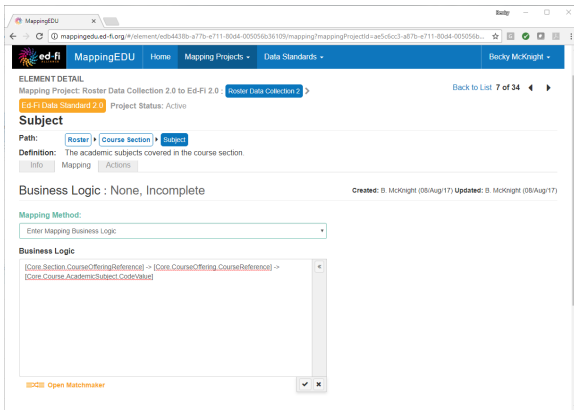 MappingEDU
Becky
mappingedu.ed-fi.org/#/element/edb4438b-a77b-e711-80d4-005056b36109/mapping?mappingProjectId=ae5c6cc3-a87b-e711-80d4-005056b...
ed-fi ALLIANCE MappingEDU Home Mapping Projects Data Standards Becky McKnight
ELEMENT DETAIL
Mapping Project: Roster Data Collection 2.0 to Ed-Fi 2.0 : Roster Data Collection 2 Back to List 7 of 34
Ed-Fi Date Standard 2.0 Project Status: Active
Subject
Path: Roster Course Section Subject
Definition: The academic subjects covered in the course section.
Info Mapping Actions
Business Logic : None, Incomplete Created: B. McKnight (08/Aug/17) Updated: B. McKnight (08/Aug/17)
Mapping Method:
Enter Mapping Business Logic
Business Logic
[Core.Section.CourseOfferingReference] -> [Core.CourseOffering.CourseReference] ->
[Core.Course.AcademicSubject.CodeValue]
Open Matchmaker